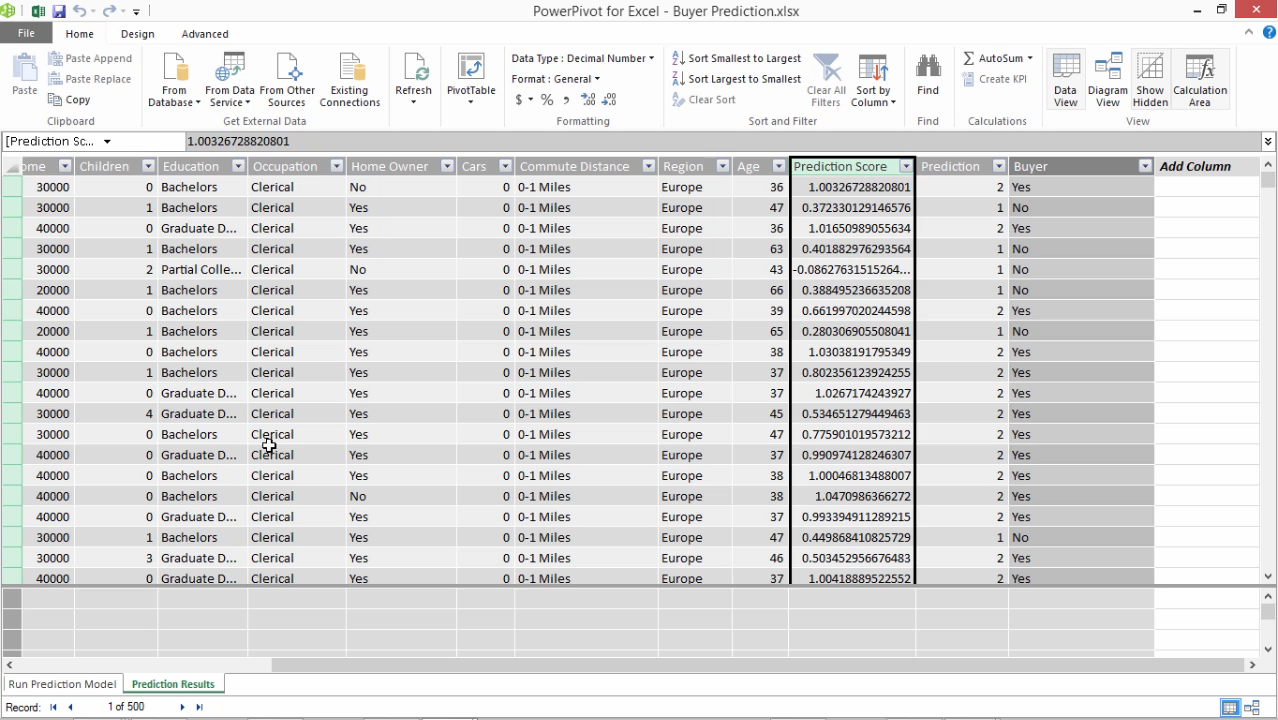 PowerPivot for Excel - Buyer Prediction.xlsx
File Home Design Advanced
Paste
Paste Append
Paste Replace
Copy
Clipboard
From Database
From Data Service
From Other Sources
Existing Connections
Get External Data
Refresh
PivotTable
Data Type : Decimal Number
Format : General
$ % ,
Formatting
Sort Smallest to Largest
Sort Largest to Smallest
Clear Sort
Clear All Filters
Sort by Column
Sort and Filter
Find
Find
AutoSum
Create KPI
Calculations
Data View
Diagram View
Show Hidden
Calculation Area
View
[Prediction Sc... 1.00326728820801
ome Children Education Occupation Home Owner Cars Commute Distance Region Age Prediction Score Prediction Buyer Add Column
30000 0 Bachelors Clerical No 0 0-1 Miles Europe 36 1.00326728820801 2 Yes
30000 1 Bachelors Clerical Yes 0 0-1 Miles Europe 47 0.372330129146576 1 No
40000 0 Graduate D... Clerical Yes 0 0-1 Miles Europe 36 1.01650989055634 2 Yes
30000 1 Bachelors Clerical Yes 0 0-1 Miles Europe 63 0.401882976293564 1 No
30000 2 Partial Colle... Clerical No 0 0-1 Miles Europe 43 -0.08627631515264... 1 No
20000 1 Bachelors Clerical Yes 0 0-1 Miles Europe 66 0.388495236635208 1 No
40000 0 Bachelors Clerical Yes 0 0-1 Miles Europe 39 0.661997020244598 2 Yes
20000 1 Bachelors Clerical Yes 0 0-1 Miles Europe 65 0.280306905508041 1 No
40000 0 Bachelors Clerical Yes 0 0-1 Miles Europe 38 1.03038191795349 2 Yes
30000 1 Bachelors Clerical Yes 0 0-1 Miles Europe 37 0.802356123924255 2 Yes
40000 0 Graduate D... Clerical Yes 0 0-1 Miles Europe 37 1.0267174243927 2 Yes
30000 4 Graduate D... Clerical Yes 0 0-1 Miles Europe 45 0.534651279449463 2 Yes
30000 0 Bachelors Clerical Yes 0 0-1 Miles Europe 47 0.775901019573212 2 Yes
40000 0 Graduate D... Clerical Yes 0 0-1 Miles Europe 37 0.990974128246307 2 Yes
40000 0 Bachelors Clerical Yes 0 0-1 Miles Europe 38 1.00046813488007 2 Yes
40000 0 Bachelors Clerical No 0 0-1 Miles Europe 38 1.0470986366272 2 Yes
40000 0 Graduate D... Clerical Yes 0 0-1 Miles Europe 37 0.993394911289215 2 Yes
30000 1 Bachelors Clerical Yes 0 0-1 Miles Europe 47 0.449868410825729 1 No
30000 3 Graduate D... Clerical Yes 0 0-1 Miles Europe 46 0.503452956676483 2 Yes
40000 0 Graduate D... Clerical Yes 0 0-1 Miles Europe 37 1.00418889522552 2 Yes
Run Prediction Model Prediction Results
Record: 1 of 500